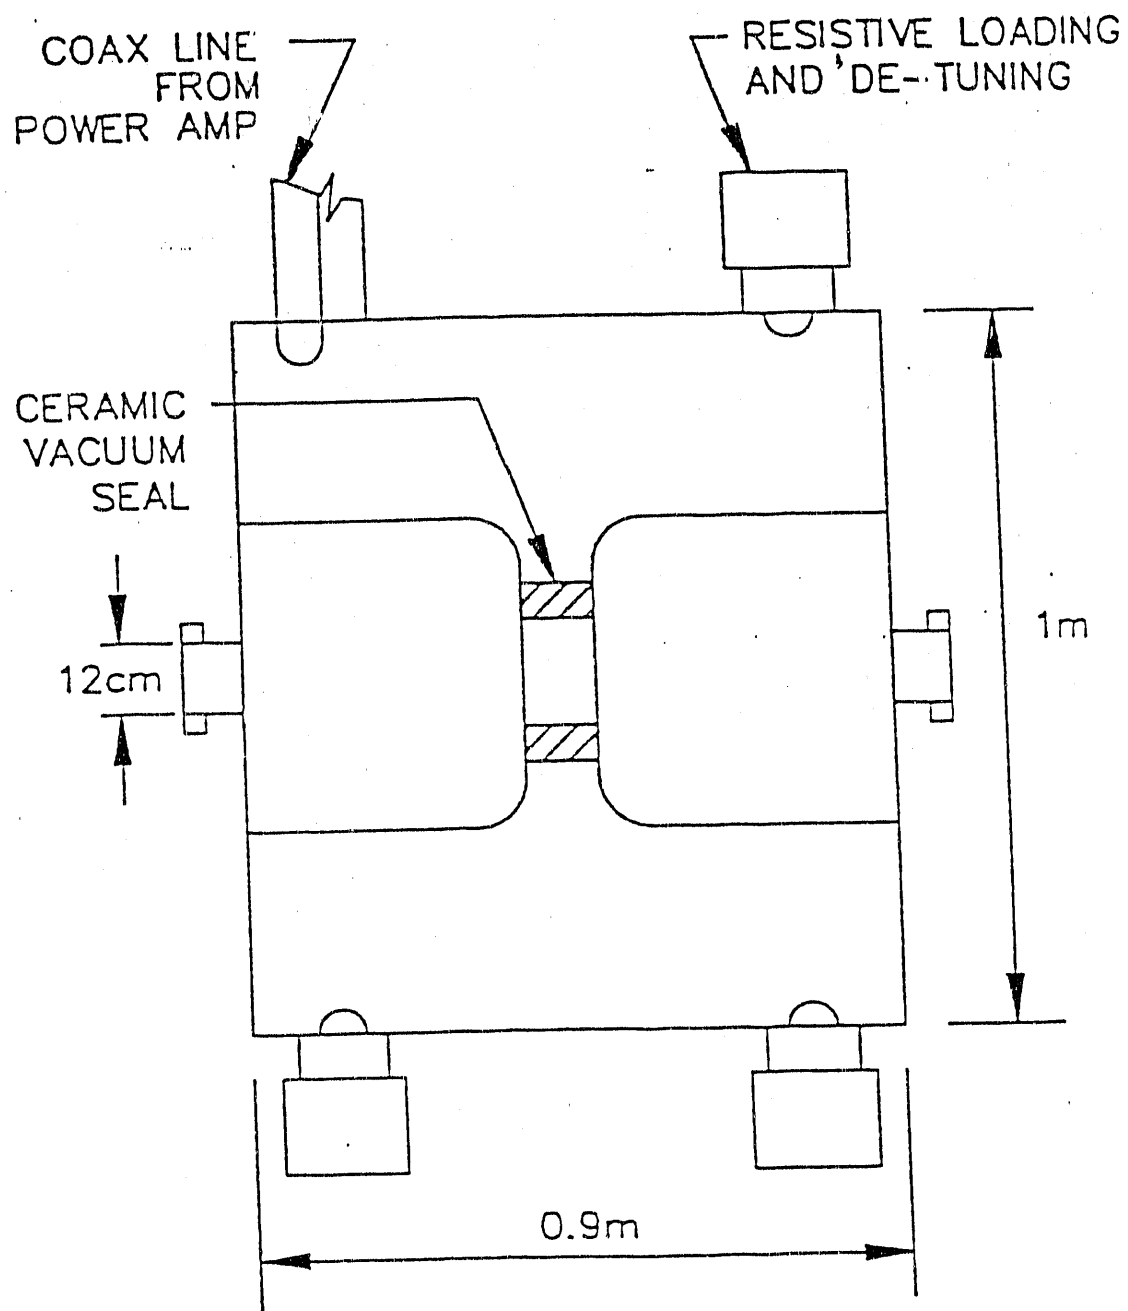 COAX LINE
FROM
POWER AMP
RESISTIVE LOADING
AND DE-TUNING
CERAMIC
VACUUM
SEAL
12cm
1m
0.9m